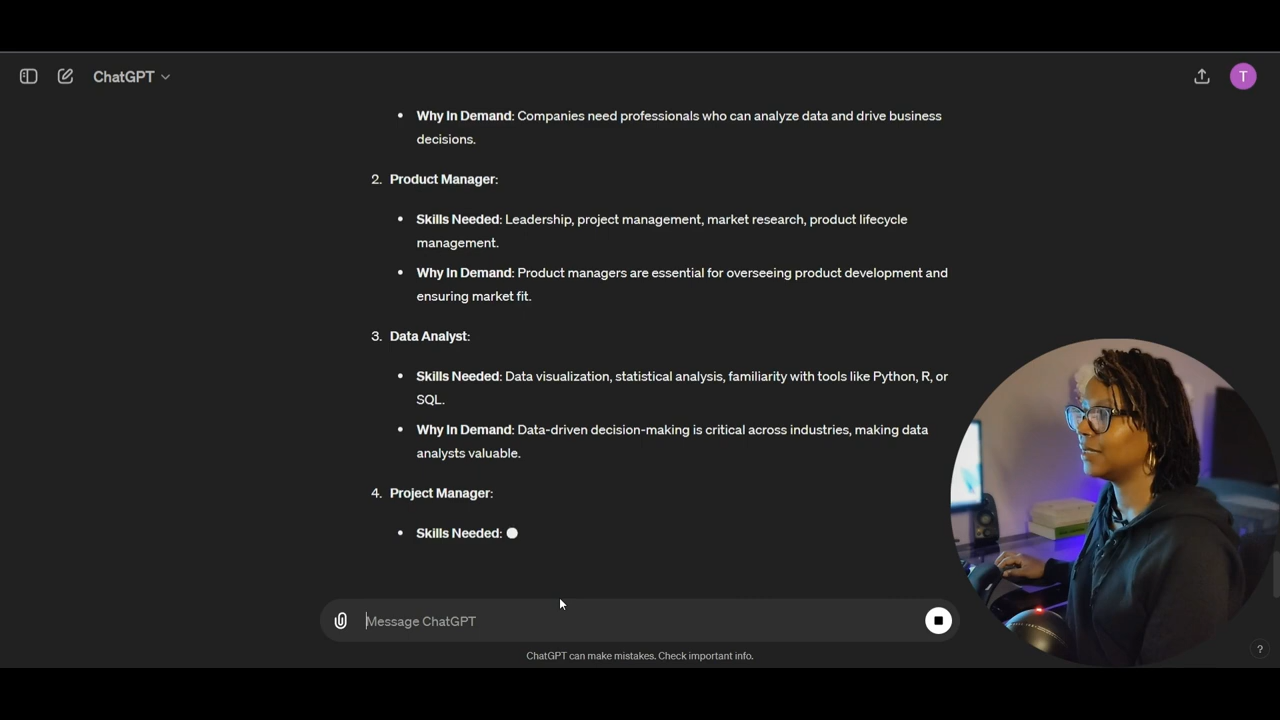 ChatGPT
T
Why In Demand: Companies need professionals who can analyze data and drive business
decisions.
2. Product Manager:
Skills Needed: Leadership, project management, market research, product lifecycle
management.
Why In Demand: Product managers are essential for overseeing product development and
ensuring market fit.
3. Data Analyst:
Skills Needed: Data visualization, statistical analysis, familiarity with tools like Python, R, or
SQL.
Why In Demand: Data-driven decision-making is critical across industries, making data
analysts valuable.
4. Project Manager:
Skills Needed:
Message ChatGPT
ChatGPT can make mistakes. Check important info.
?